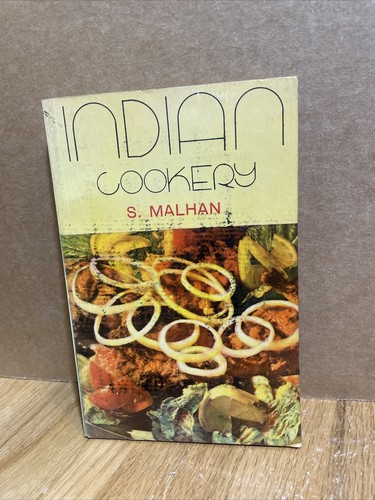 INDIAN
COOKERY
S. MALHAN